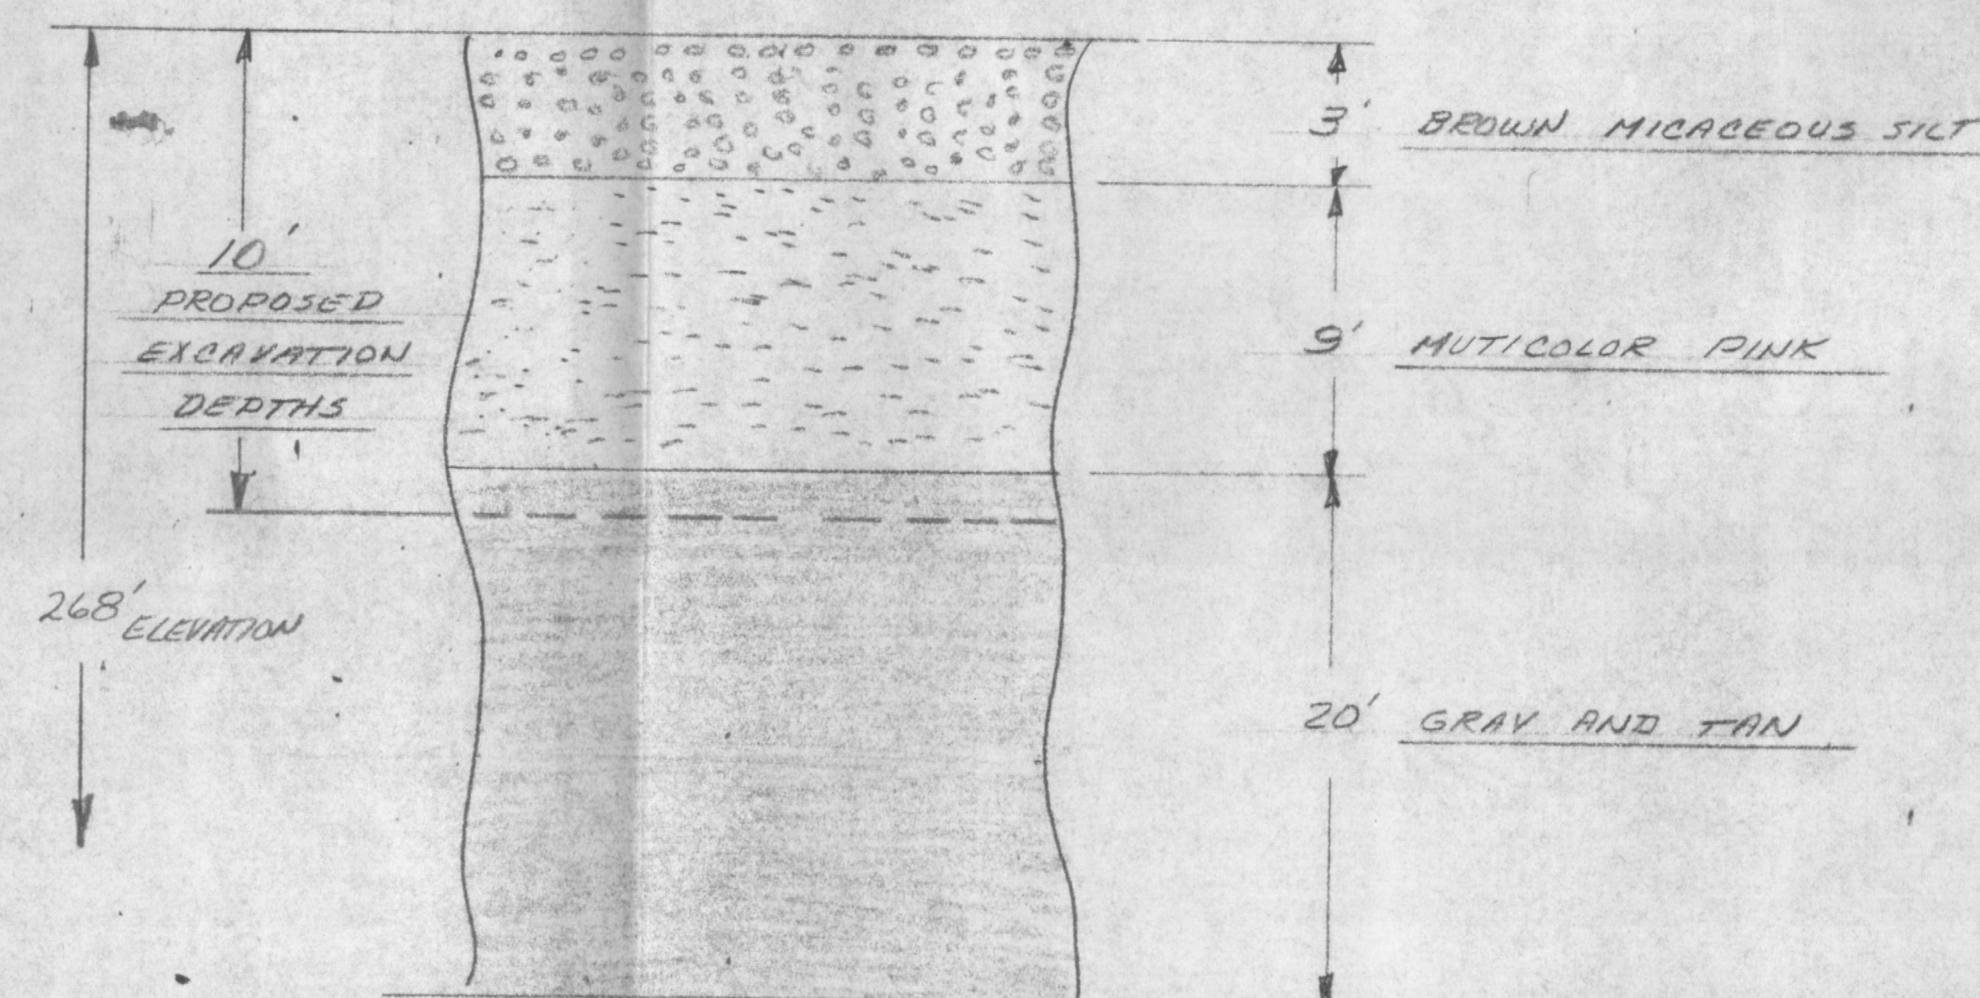 3' BROWN MICACEOUS SILT
10'
PROPOSED
EXCAVATION
DEPTHS
9' MUTICOLOR PINK
268' ELEVATION
20' GRAY AND TAN